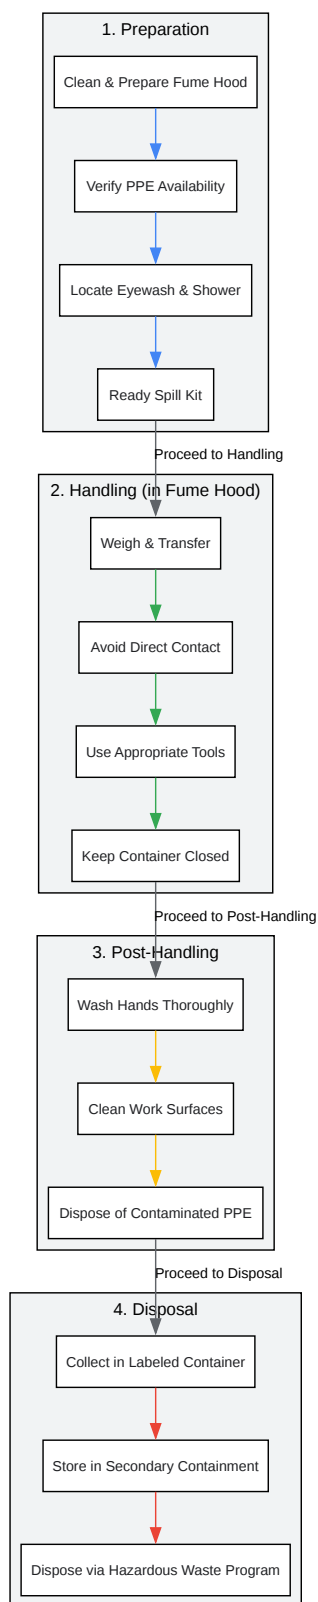 1. Preparation
Clean & Prepare Fume Hood
Verify PPE Availability
Locate Eyewash & Shower
Ready Spill Kit
Proceed to Handling
2. Handling (in Fume Hood)
Weigh & Transfer
Avoid Direct Contact
Use Appropriate Tools
Keep Container Closed
Proceed to Post-Handling
3. Post-Handling
Wash Hands Thoroughly
Clean Work Surfaces
Dispose of Contaminated PPE
Proceed to Disposal
4. Disposal
Collect in Labeled Container
Store in Secondary Containment
Dispose via Hazardous Waste Program